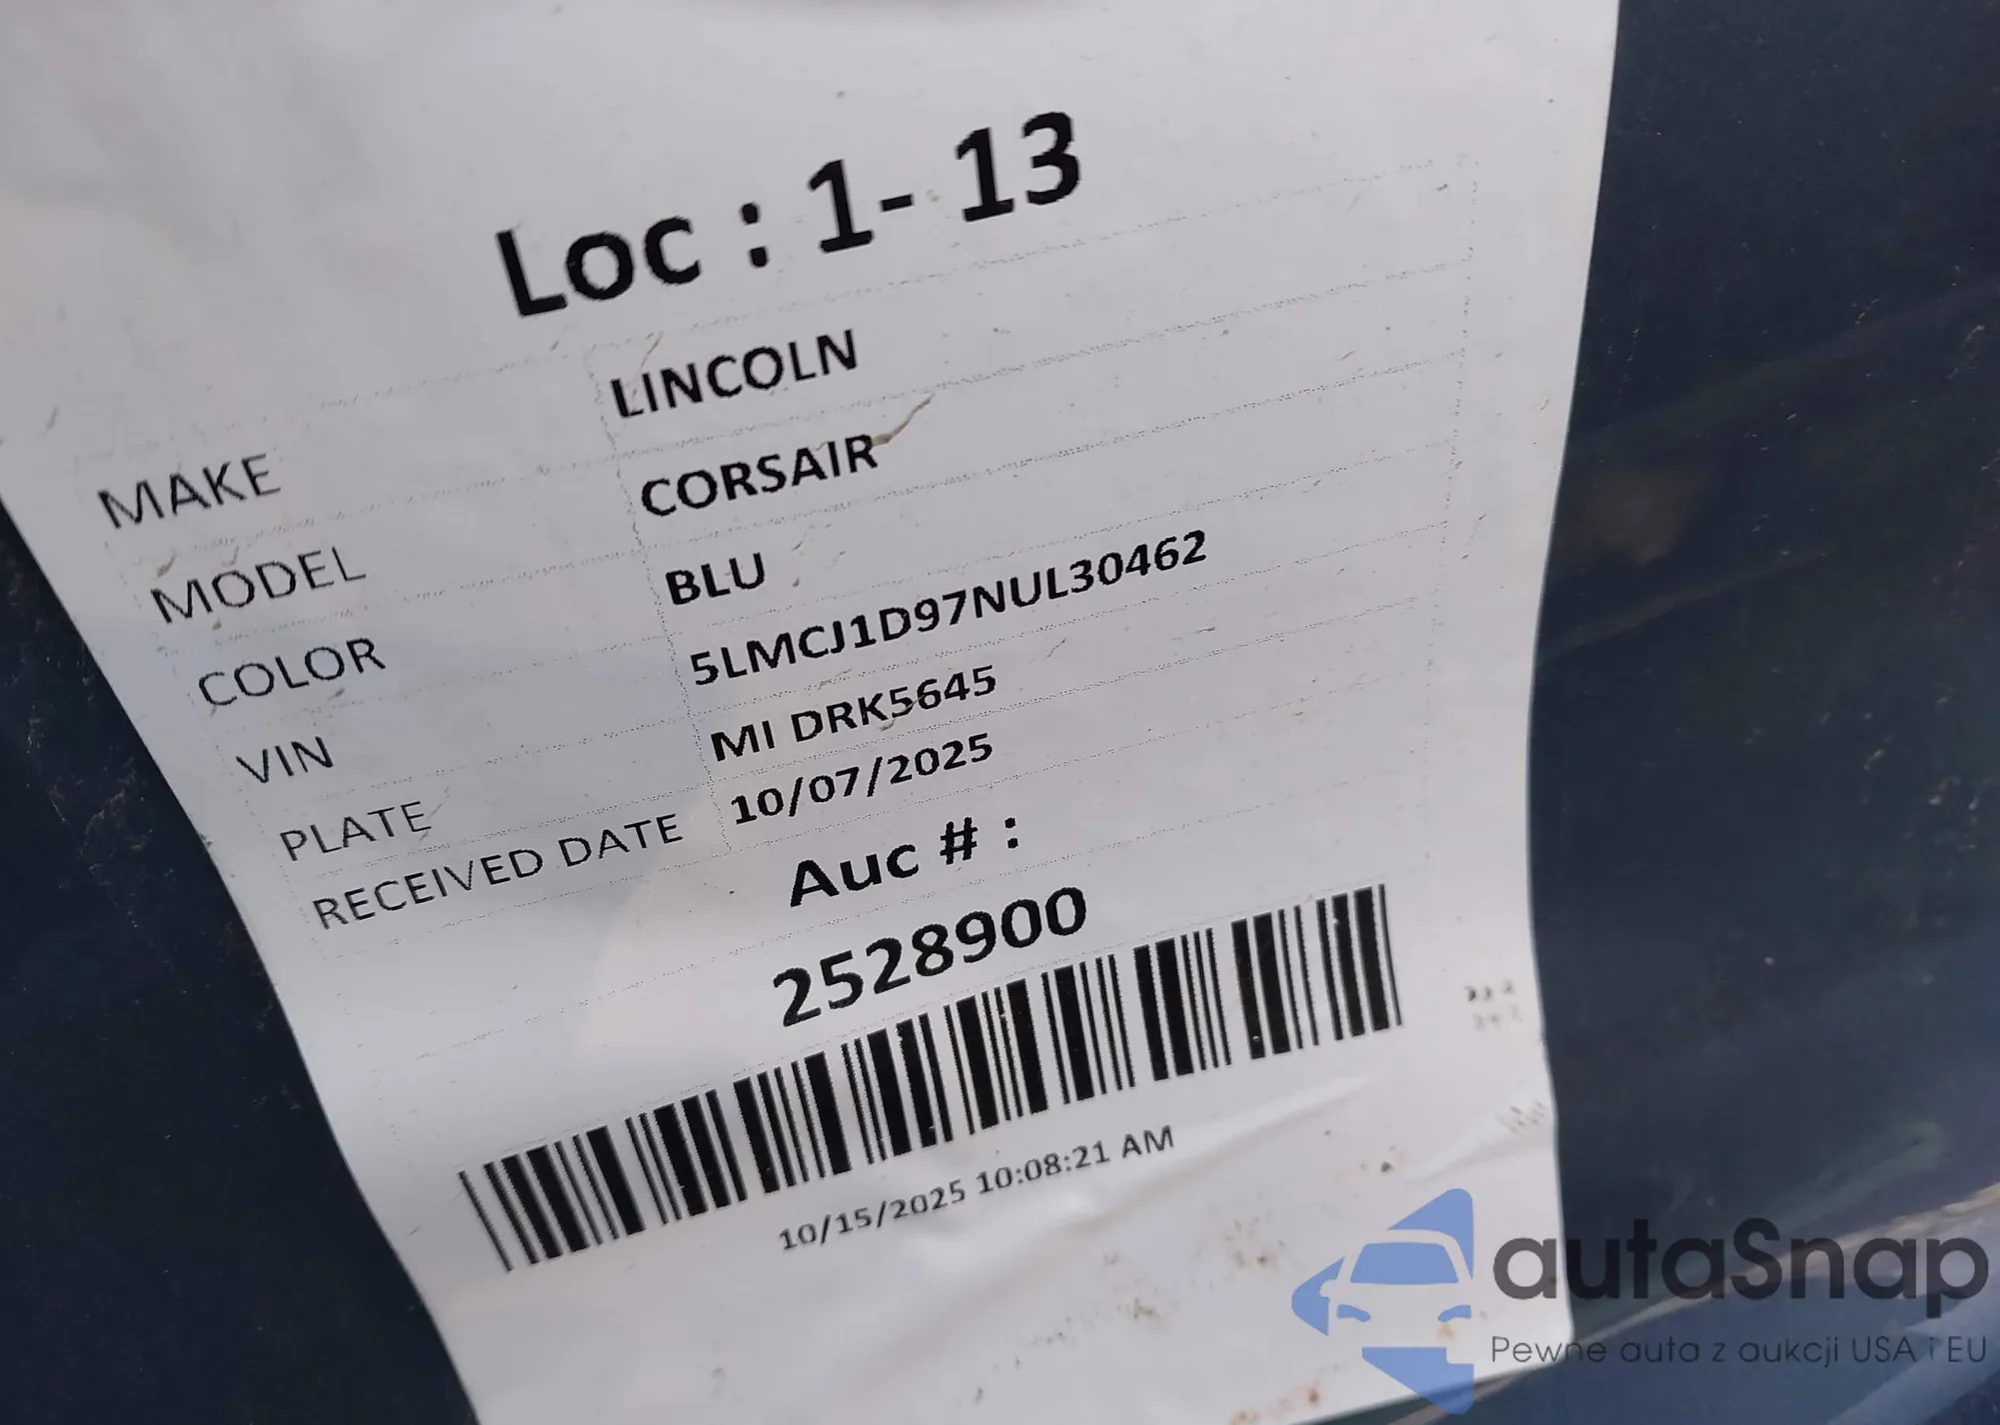 Loc : 1- 13
MAKE LINCOLN
MODEL CORSAIR
COLOR BLU
VIN 5LMCJ1D97NUL30462
PLATE MI DRK5645
RECEIVED DATE 10/07/2025
Auc # :
2528900
10/15/2025 10:08:21 AM
autaSnap
Pewne auta z aukcji USA i EU